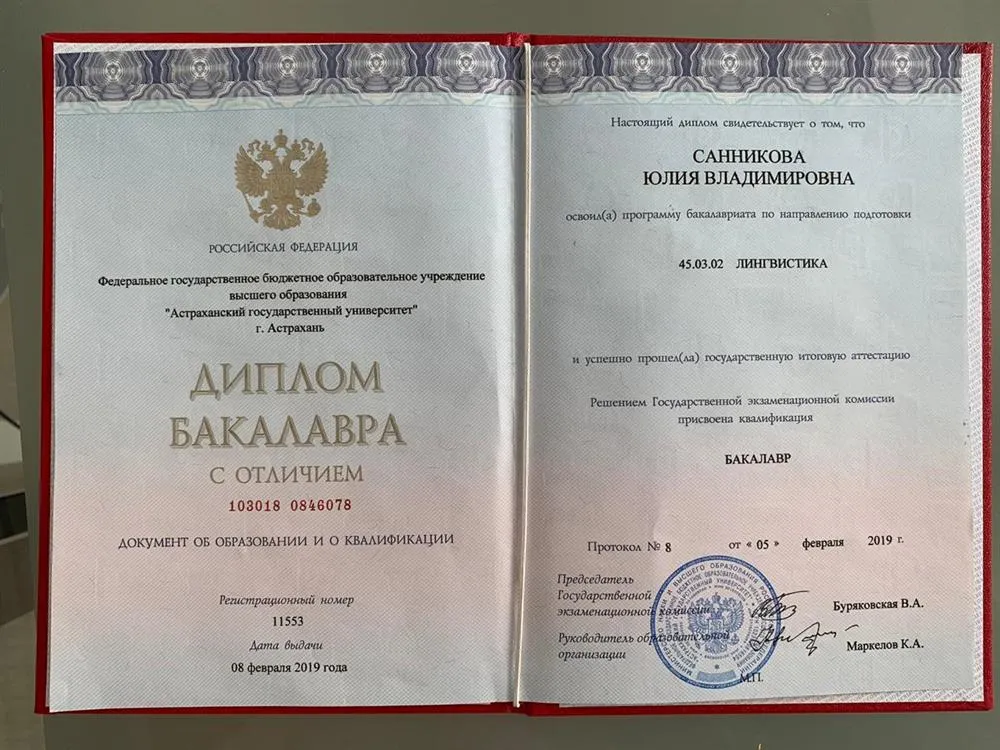 РОССИЙСКАЯ ФЕДЕРАЦИЯ
Федеральное государственное бюджетное образовательное учреждение
высшего образования
"Астраханский государственный университет"
г. Астрахань
ДИПЛОМ
БАКАЛАВРА
С ОТЛИЧИЕМ
103018 0846078
ДОКУМЕНТ ОБ ОБРАЗОВАНИИ И О КВАЛИФИКАЦИИ
Регистрационный номер
11553
Дата выдачи
08 февраля 2019 года
Настоящий диплом свидетельствует о том, что
САННИКОВА
ЮЛИЯ ВЛАДИМИРОВНА
освоил(а) программу бакалавриата по направлению подготовки
45.03.02 ЛИНГВИСТИКА
и успешно прошел(ла) государственную итоговую аттестацию
Решением Государственной экзаменационной комиссии
присвоена квалификация
БАКАЛАВР
Протокол № 8 от « 05 » февраля 2019 г.
Председатель
Государственной
экзаменационной комиссии Буряковская В.А.
Руководитель образовательной
организации Маркелов К.А.
М.П.